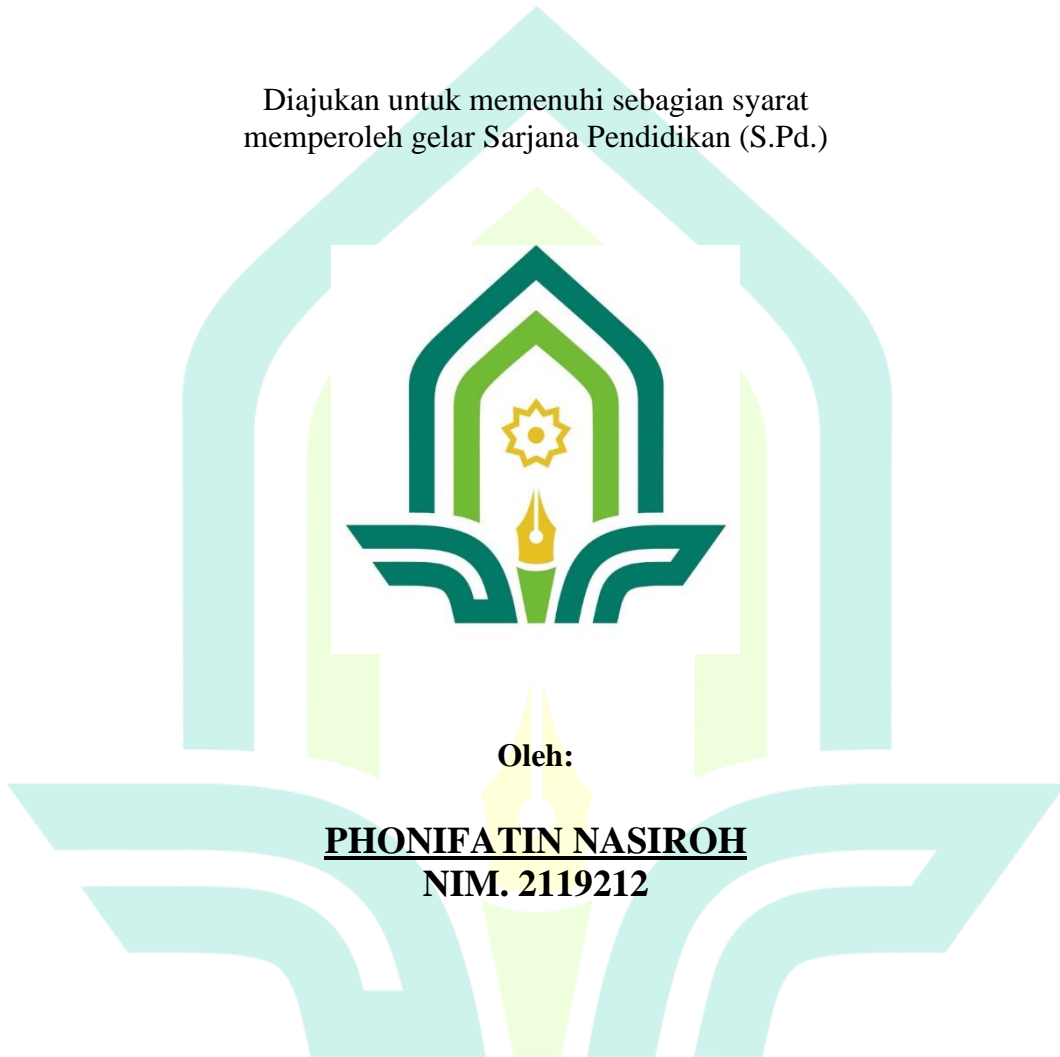 Diajukan untuk memenuhi sebagian syarat
memperoleh gelar Sarjana Pendidikan (S.Pd.)
Oleh:
PHONIFATIN NASIROH
NIM. 2119212